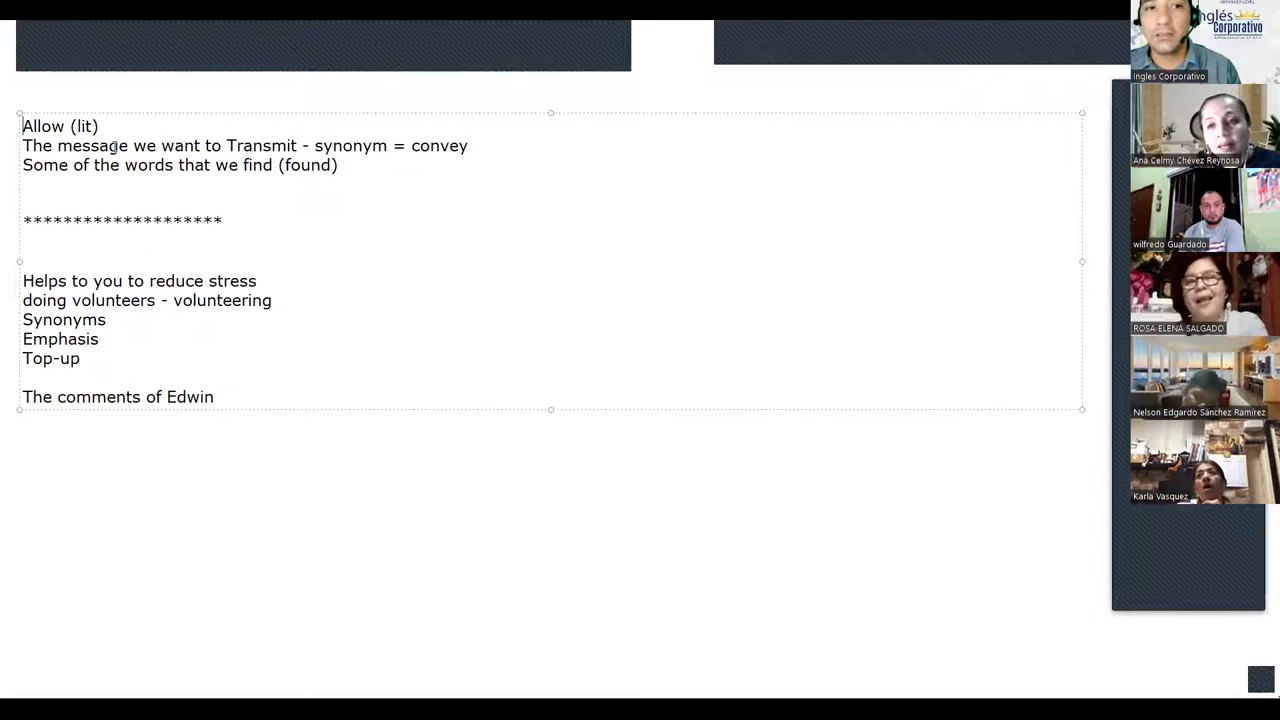 Allow (lit)
The message we want to Transmit - synonym = convey
Some of the words that we find (found)
********************
Helps to you to reduce stress
doing volunteers - volunteering
Synonyms
Emphasis
Top-up
The comments of Edwin
Inglés
Corporativo
Ingles Corporativo
Ana Celmy Chévez Reynosa
wilfredo Guardado
ROSA ELENA SALGADO
Nelson Edgardo Sánchez Ramírez
Karla Vasquez